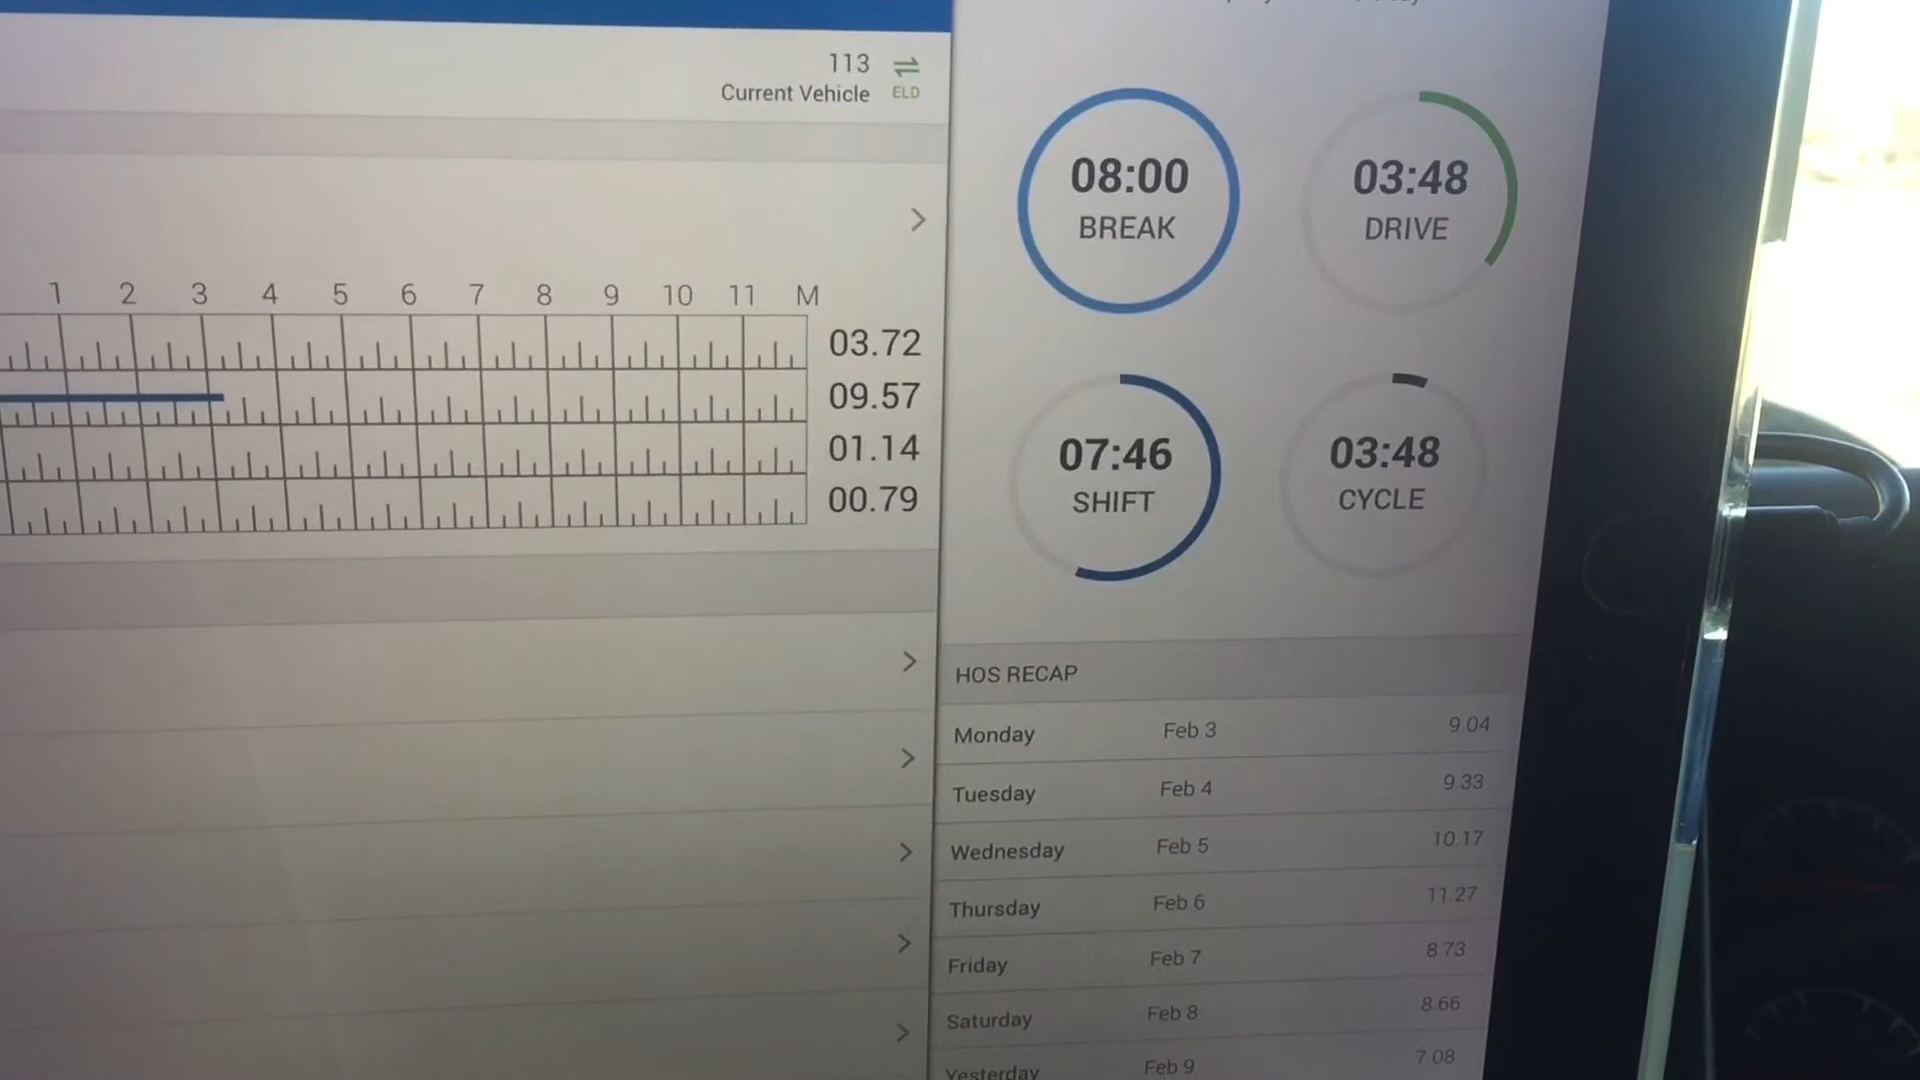 113
Current Vehicle
ELD
1 2 3 4 5 6 7 8 9 10 11 M
03.72
09.57
01.14
00.79
08:00
BREAK
03:48
DRIVE
07:46
SHIFT
03:48
CYCLE
HOS RECAP
Monday Feb 3 9.04
Tuesday Feb 4 9.33
Wednesday Feb 5 10.17
Thursday Feb 6 11.27
Friday Feb 7 8.73
Saturday Feb 8 8.66
Yesterday Feb 9 7.08